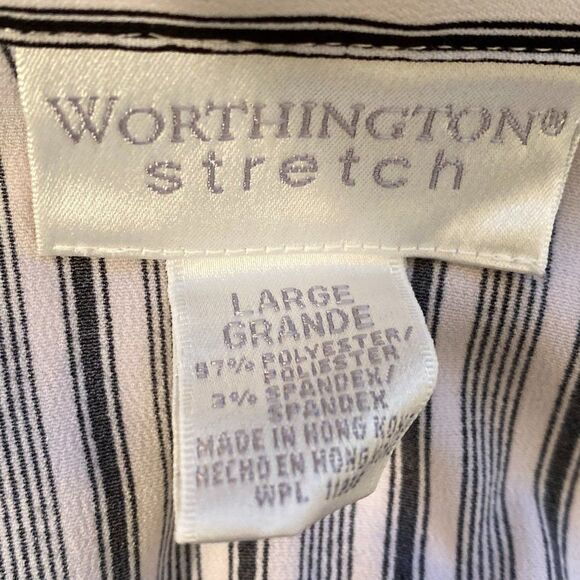 WORTHINGTON®
stretch
LARGE
GRANDE
97% POLYESTER/
POLIESTER
3% SPANDEX/
SPANDEX
MADE IN HONG KONG
HECHO EN HONG
WPL